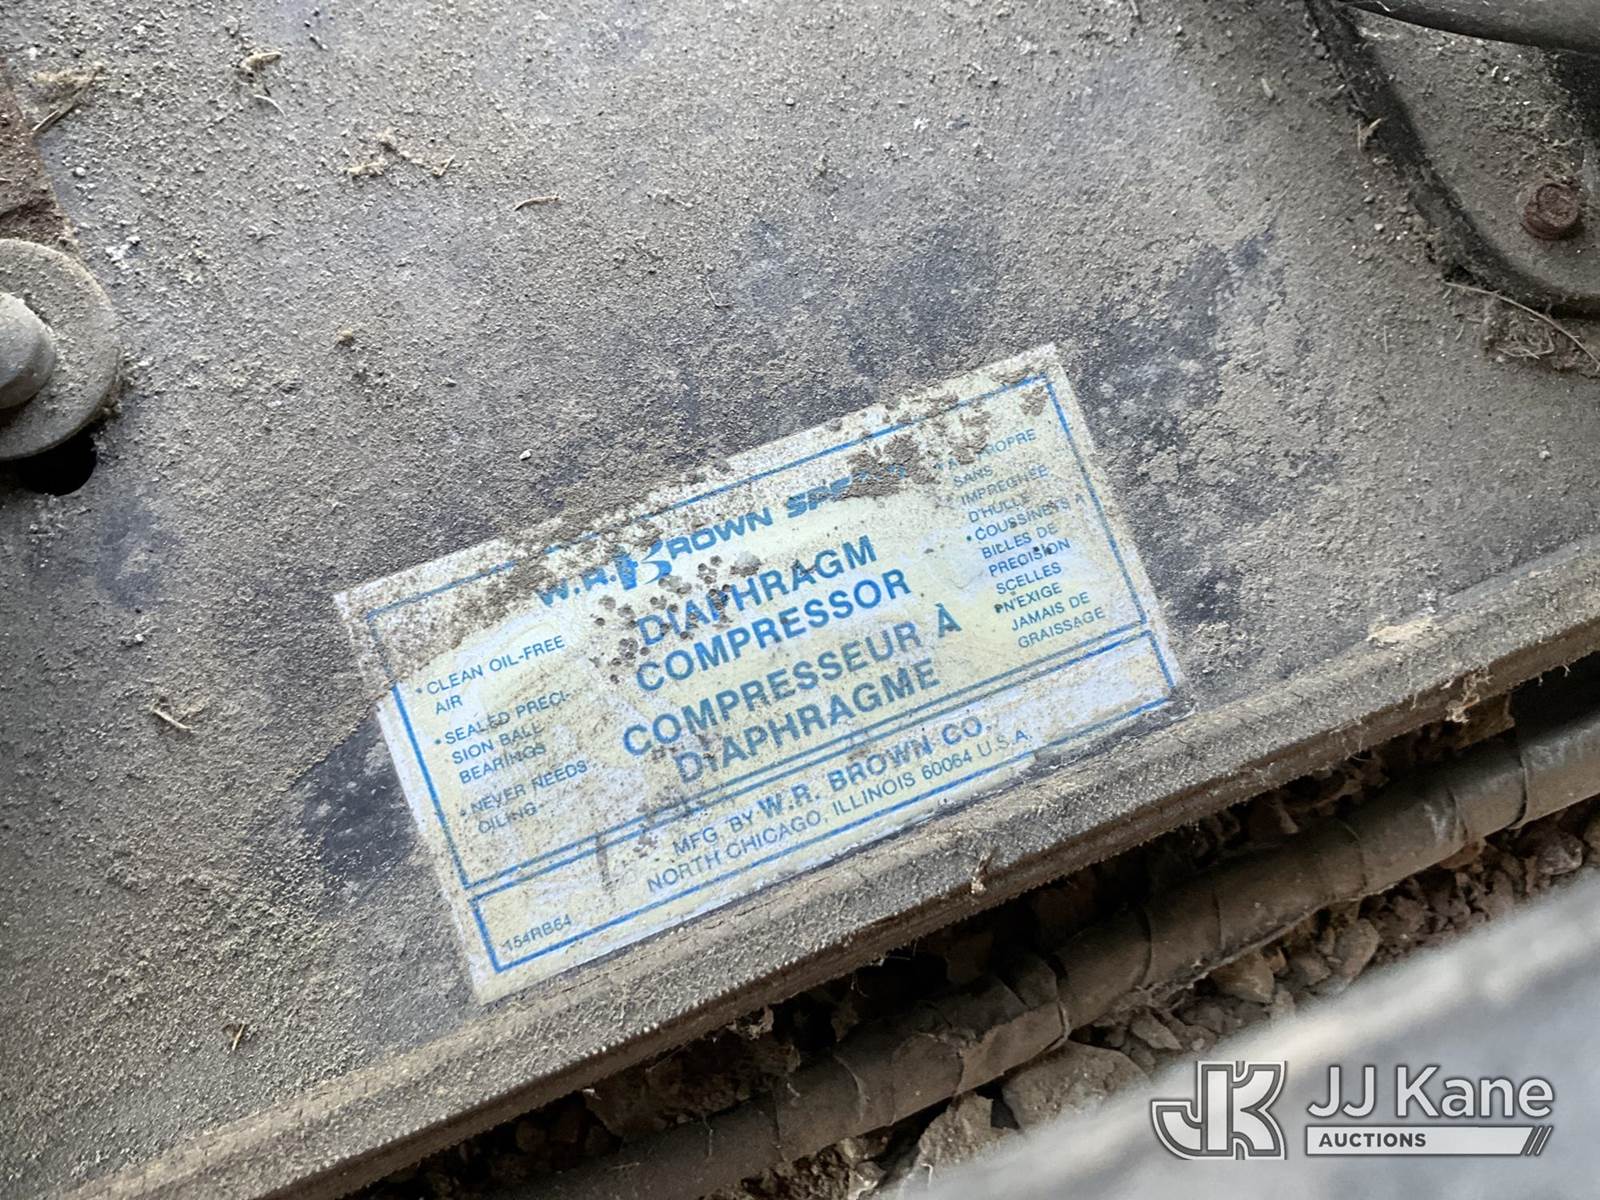 W.R. BROWN
DIAPHRAGM
COMPRESSOR
COMPRESSEUR À
DIAPHRAGME
• CLEAN OIL-FREE
AIR
• SEALED PRECI-
SION BALL
BEARINGS
• NEVER NEEDS
OILING
SANS
IMPREGNEE
D'HUILE
• COUSSINETS A
BILLES DE
PRECISION
SCELLES
• N'EXIGE
JAMAIS DE
GRAISSAGE
MFG. BY W.R. BROWN CO.
NORTH CHICAGO, ILLINOIS 60064 U.S.A.
154RB64
JK JJ Kane
AUCTIONS